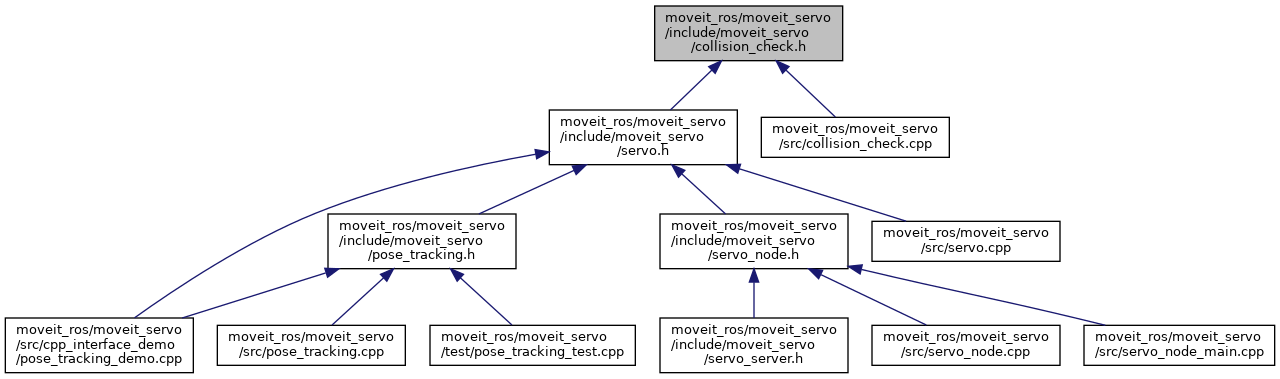 moveit_ros/moveit_servo
/include/moveit_servo
/collision_check.h
moveit_ros/moveit_servo
/include/moveit_servo
/servo.h
moveit_ros/moveit_servo
/src/collision_check.cpp
moveit_ros/moveit_servo
/include/moveit_servo
/pose_tracking.h
moveit_ros/moveit_servo
/include/moveit_servo
/servo_node.h
moveit_ros/moveit_servo
/src/servo.cpp
moveit_ros/moveit_servo
/src/cpp_interface_demo
/pose_tracking_demo.cpp
moveit_ros/moveit_servo
/src/pose_tracking.cpp
moveit_ros/moveit_servo
/test/pose_tracking_test.cpp
moveit_ros/moveit_servo
/include/moveit_servo
/servo_server.h
moveit_ros/moveit_servo
/src/servo_node.cpp
moveit_ros/moveit_servo
/src/servo_node_main.cpp